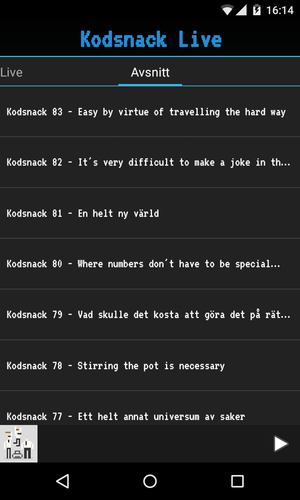 16:14
Kodsnack Live
Live
Avsnitt
Kodsnack 83 - Easy by virtue of travelling the hard way
Kodsnack 82 - It's very difficult to make a joke in th...
Kodsnack 81 - En helt ny värld
Kodsnack 80 - Where numbers don't have to be special...
Kodsnack 79 - Vad skulle det kosta att göra det på rät...
Kodsnack 78 - Stirring the pot is necessary
Kodsnack 77 - Ett helt annat universum av saker